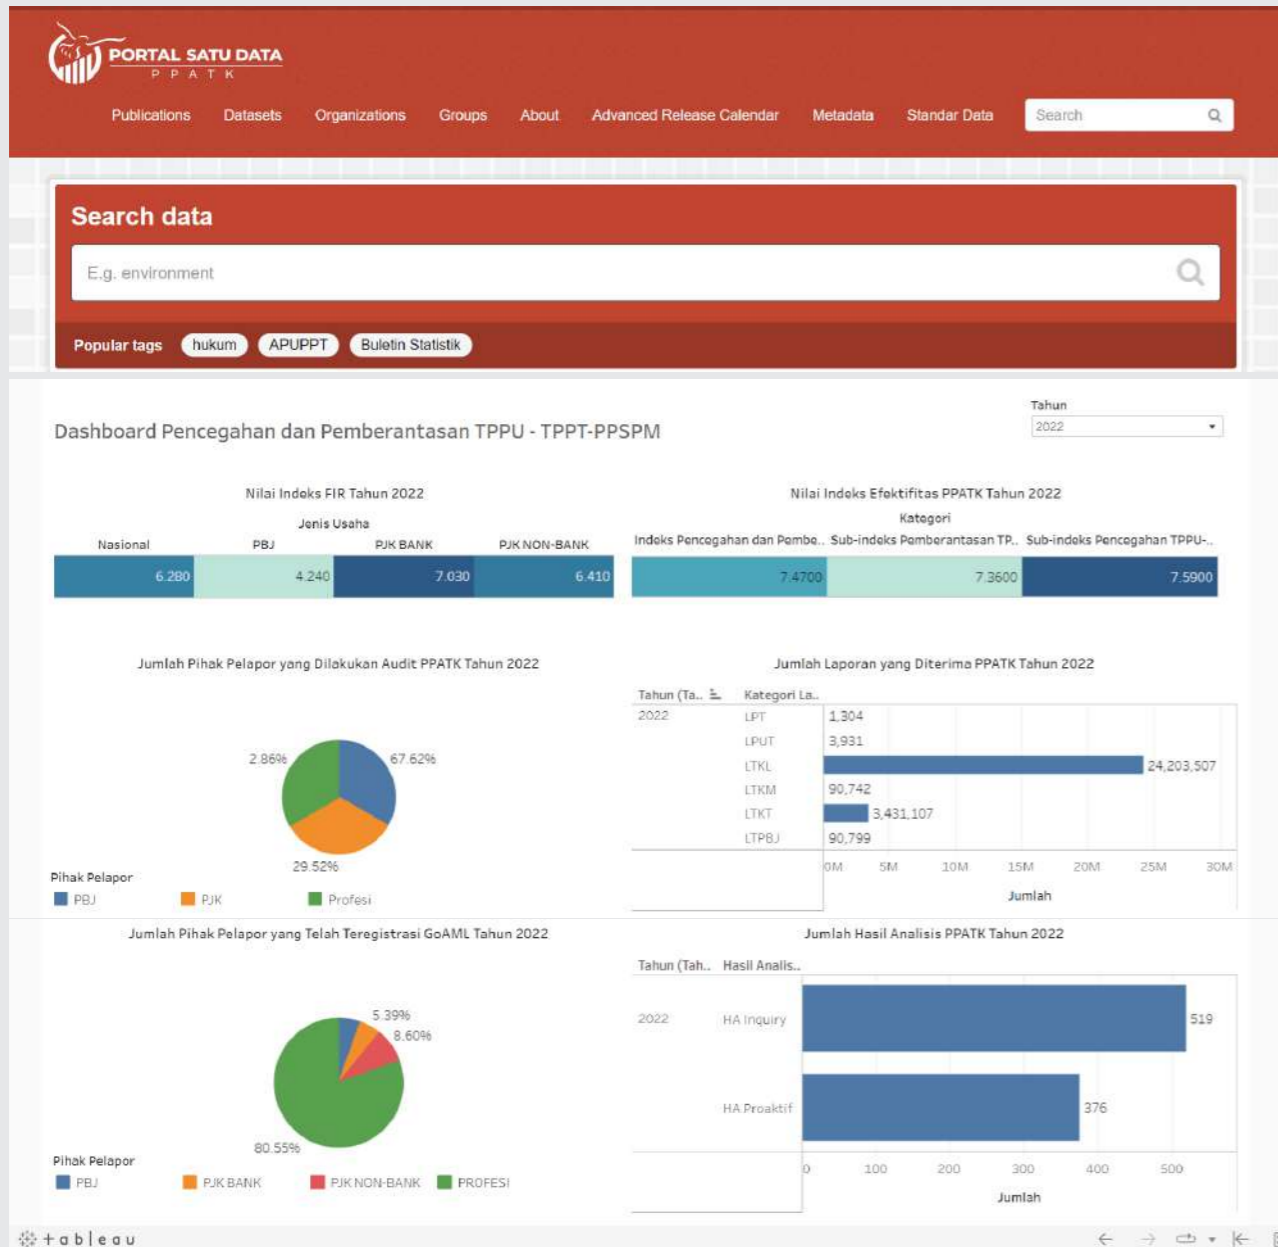 PORTAL SATU DATA
PPATK
Publications Datasets Organizations Groups About Advanced Release Calendar Metadata Standar Data Search
Search data
E.g. environment
Popular tags hukum APUPPT Buletin Statistik
Tahun
2022
Dashboard Pencegahan dan Pemberantasan TPPU - TPPT-PPSPM
Nilai Indeks FIR Tahun 2022
Jenis Usaha
Nasional PBJ PJK BANK PJK NON-BANK
6.280 4.240 7.030 6.410
Nilai Indeks Efektifitas PPATK Tahun 2022
Kategori
Indeks Pencegahan dan Pembe.. Sub-indeks Pemberantasan TP.. Sub-indeks Pencegahan TPPU-..
7.4700 7.3600 7.5900
Jumlah Pihak Pelapor yang Dilakukan Audit PPATK Tahun 2022
2.86% 67.62%
29.52%
Pihak Pelapor
PBJ PJK Profesi
Jumlah Laporan yang Diterima PPATK Tahun 2022
Tahun (Ta.. Kategori La..
2022 LPT 1,304
LPUT 3,931
LTKL 24,203,507
LTKM 90,742
LTKT 3,431,107
LTPBJ 90,799
0M 5M 10M 15M 20M 25M 30M
Jumlah
Jumlah Pihak Pelapor yang Telah Teregistrasi GoAML Tahun 2022
5.39%
8.60%
80.55%
Pihak Pelapor
PBJ PJK BANK PJK NON-BANK PROFESI
Jumlah Hasil Analisis PPATK Tahun 2022
Tahun (Tah.. Hasil Analis..
2022 HA Inquiry 519
HA Proaktif 376
0 100 200 300 400 500
Jumlah
+ableau